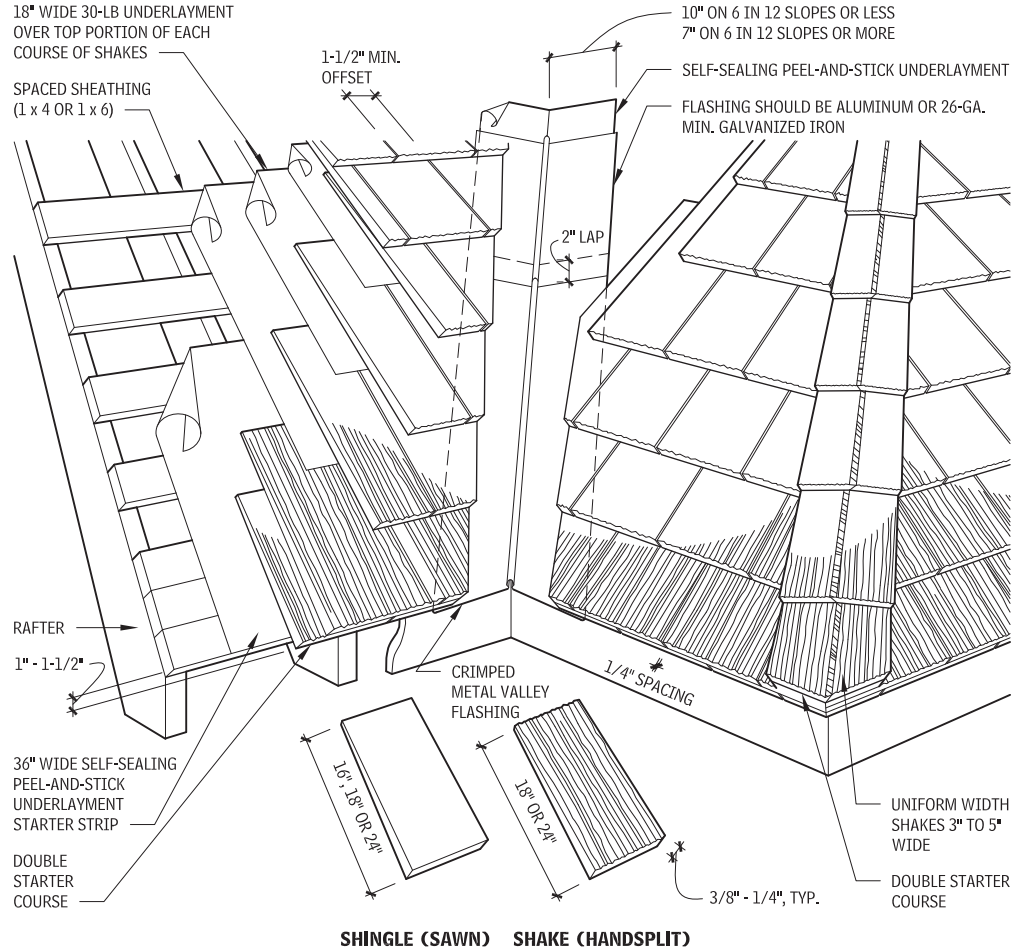 18" WIDE 30-LB UNDERLAYMENT
OVER TOP PORTION OF EACH
COURSE OF SHAKES
SPACED SHEATHING
(1 x 4 OR 1 x 6)
1-1/2" MIN.
OFFSET
10" ON 6 IN 12 SLOPES OR LESS
7" ON 6 IN 12 SLOPES OR MORE
SELF-SEALING PEEL-AND-STICK UNDERLAYMENT
FLASHING SHOULD BE ALUMINUM OR 26-GA.
MIN. GALVANIZED IRON
2" LAP
RAFTER
1" - 1-1/2"
36" WIDE SELF-SEALING
PEEL-AND-STICK
UNDERLAYMENT
STARTER STRIP
DOUBLE
STARTER
COURSE
CRIMPED
METAL VALLEY
FLASHING
1/4" SPACING
16", 18" OR 24"
18" OR 24"
3/8" - 1/4", TYP.
UNIFORM WIDTH
SHAKES 3" TO 5"
WIDE
DOUBLE STARTER
COURSE
SHINGLE (SAWN) SHAKE (HANDSPLIT)